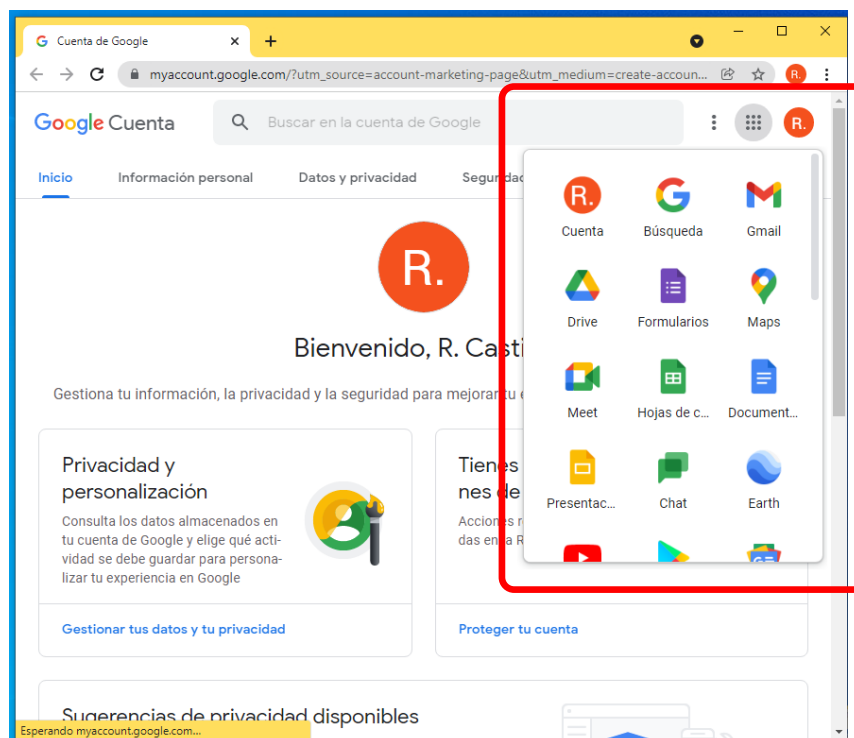 Cuenta de Google
myaccount.google.com/?utm_source=account-marketing-page&utm_medium=create-accoun...
R.
Google Cuenta
Buscar en la cuenta de Google
R.
Inicio
Información personal
Datos y privacidad
Seguridad
R.
Bienvenido, R. Casti
Gestiona tu información, la privacidad y la seguridad para mejorar tu e
Privacidad y
personalización
Consulta los datos almacenados en
tu cuenta de Google y elige qué acti-
vidad se debe guardar para persona-
lizar tu experiencia en Google
Gestionar tus datos y tu privacidad
Tienes
nes de
Acciones r
das en la R
Proteger tu cuenta
Sugerencias de privacidad disponibles
R.
Cuenta
Búsqueda
Gmail
Drive
Formularios
Maps
Meet
Hojas de c...
Document...
Presentac...
Chat
Earth
Esperando myaccount.google.com...